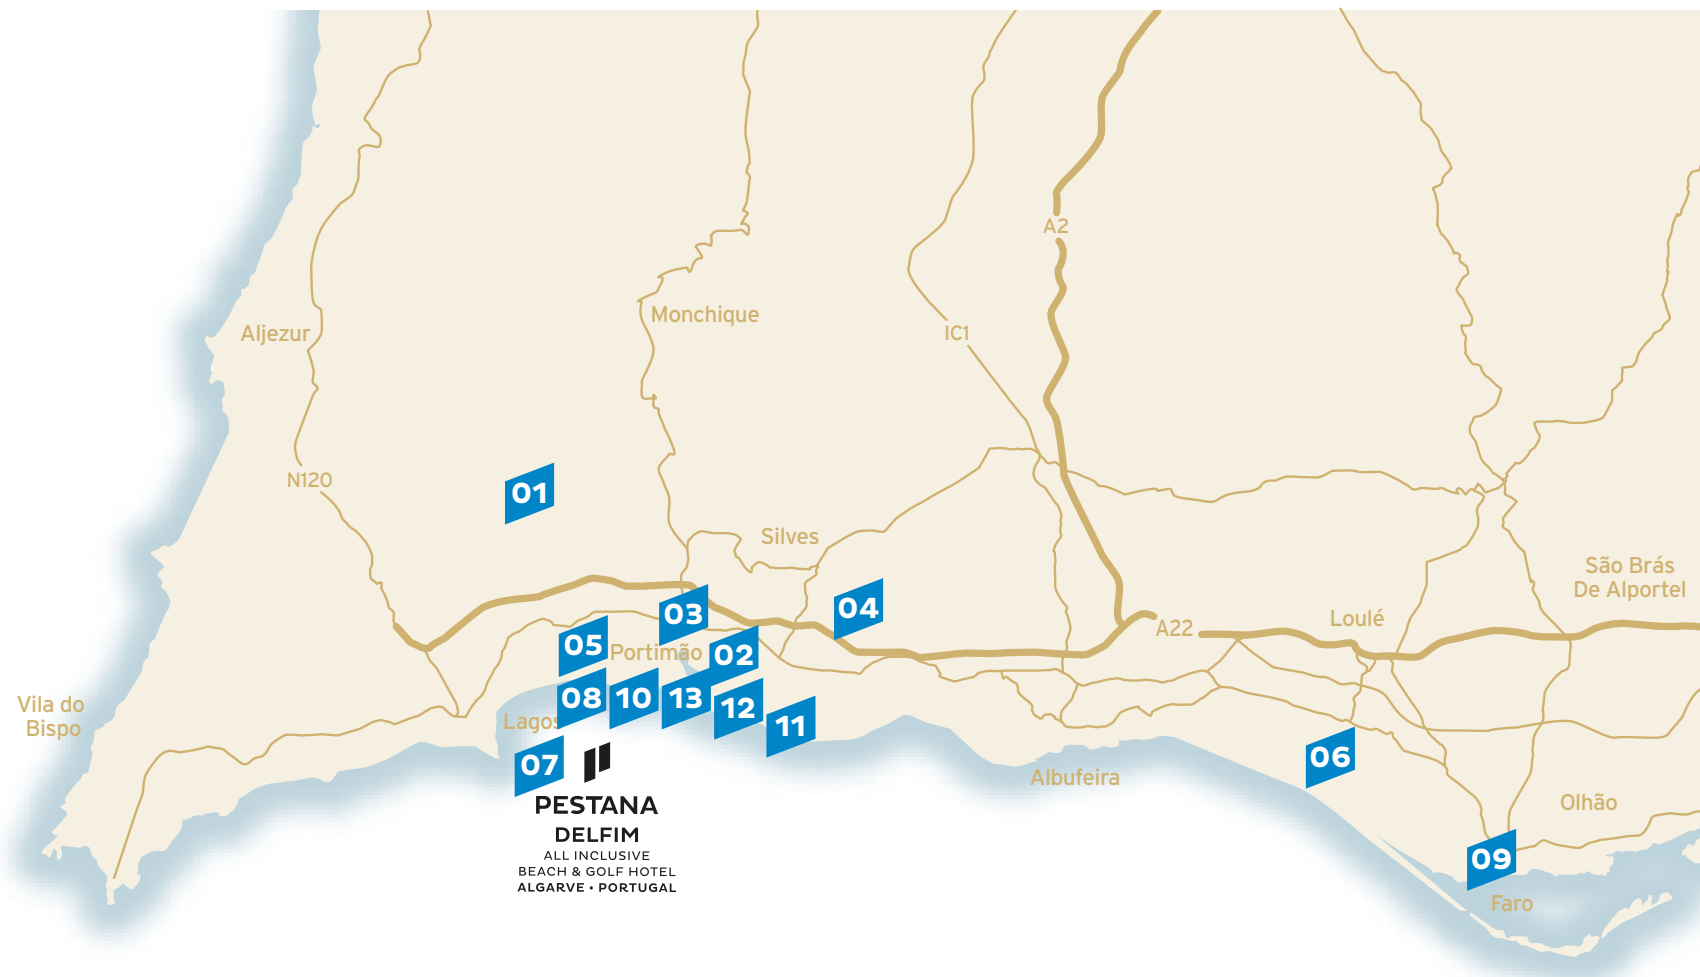 A2
Monchique
IC1
Aljezur
N120
01
Silves
São Brás
De Alportel
03
04
Loulé
A22
05
Portimão
02
Vila do
Bispo
08
10
13
12
11
Lagos
07
06
Albufeira
PESTANA
DELFIM
ALL INCLUSIVE
BEACH & GOLF HOTEL
ALGARVE • PORTUGAL
Olhão
09
Faro